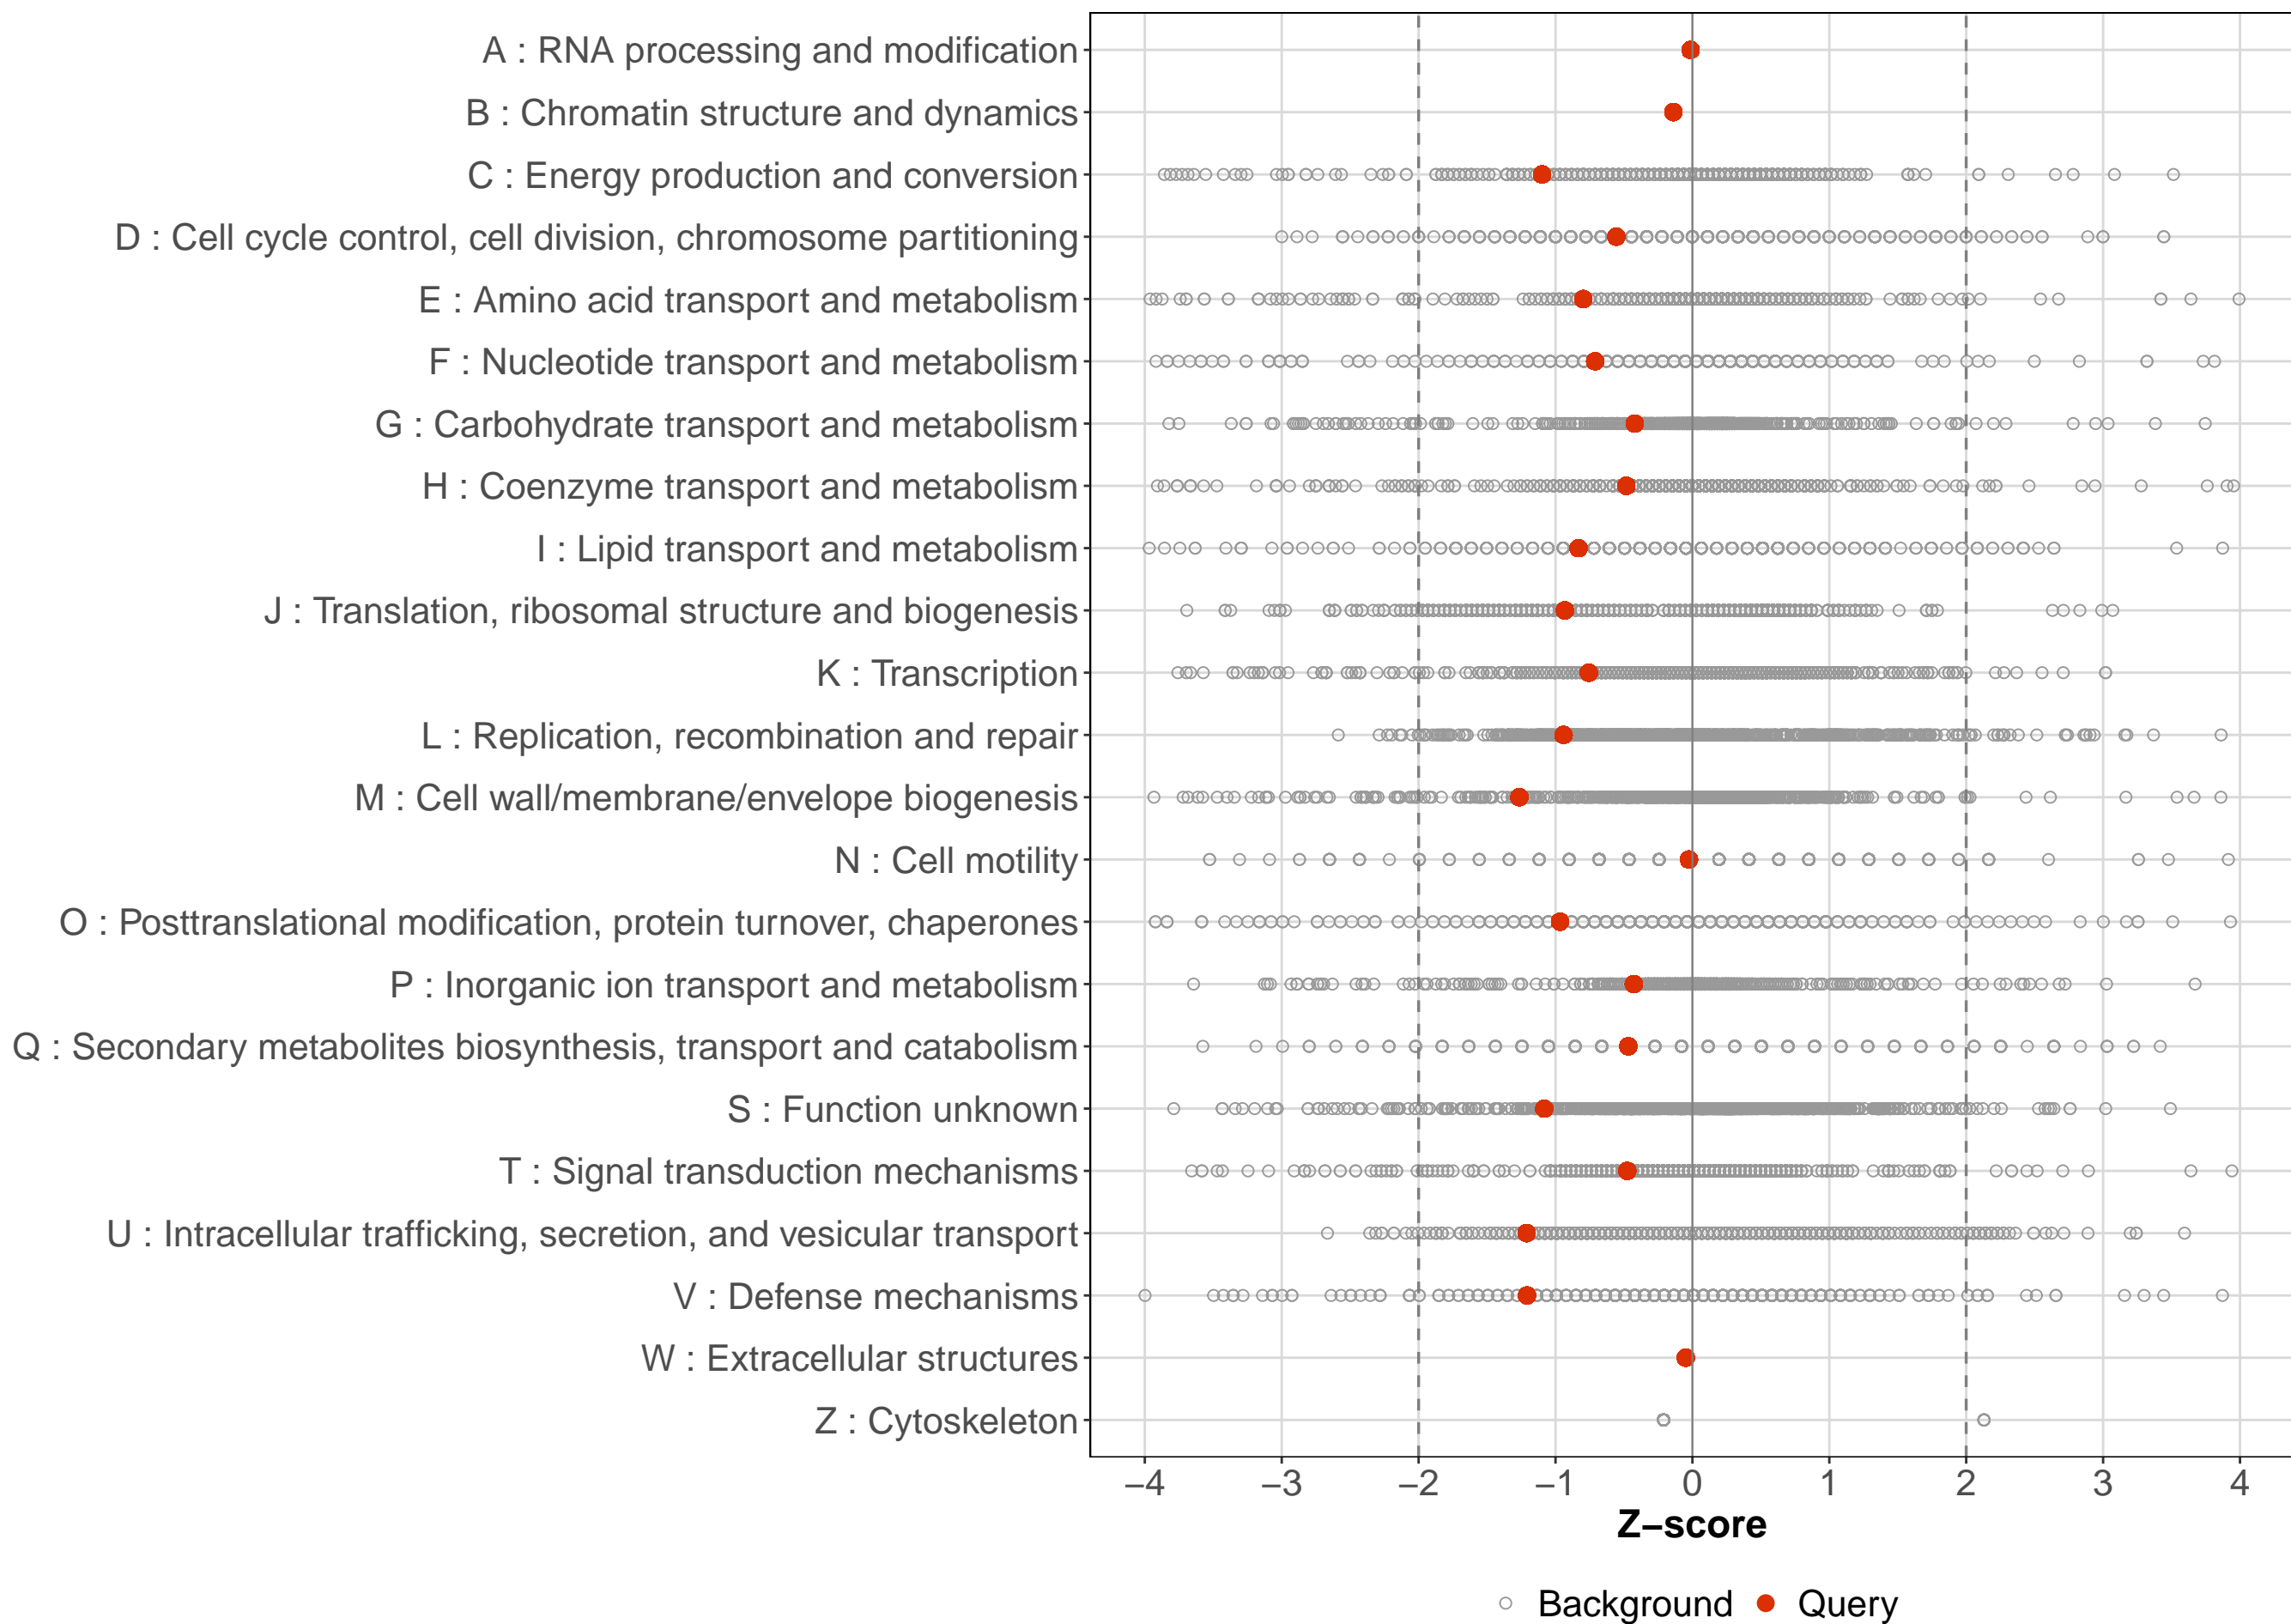 A : RNA processing and modification
B : Chromatin structure and dynamics
C : Energy production and conversion
D : Cell cycle control, cell division, chromosome partitioning
E : Amino acid transport and metabolism
F : Nucleotide transport and metabolism
G : Carbohydrate transport and metabolism
H : Coenzyme transport and metabolism
I : Lipid transport and metabolism
J : Translation, ribosomal structure and biogenesis
K : Transcription
L : Replication, recombination and repair
M : Cell wall/membrane/envelope biogenesis
N : Cell motility
O : Posttranslational modification, protein turnover, chaperones
P : Inorganic ion transport and metabolism
Q : Secondary metabolites biosynthesis, transport and catabolism
S : Function unknown
T : Signal transduction mechanisms
U : Intracellular trafficking, secretion, and vesicular transport
V : Defense mechanisms
W : Extracellular structures
Z : Cytoskeleton
−4 −3 −2 −1 0 1 2 3 4
Z−score
Background Query